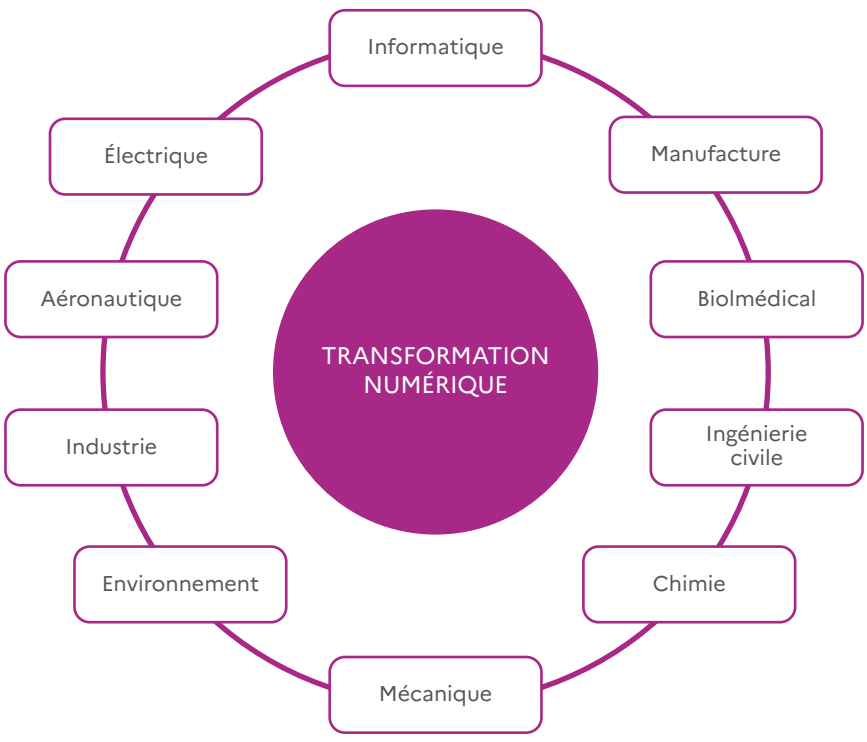 Informatique
Électrique
Manufacture
Aéronautique
Biolmédical
TRANSFORMATION
NUMÉRIQUE
Industrie
Ingénierie
civile
Environnement
Chimie
Mécanique